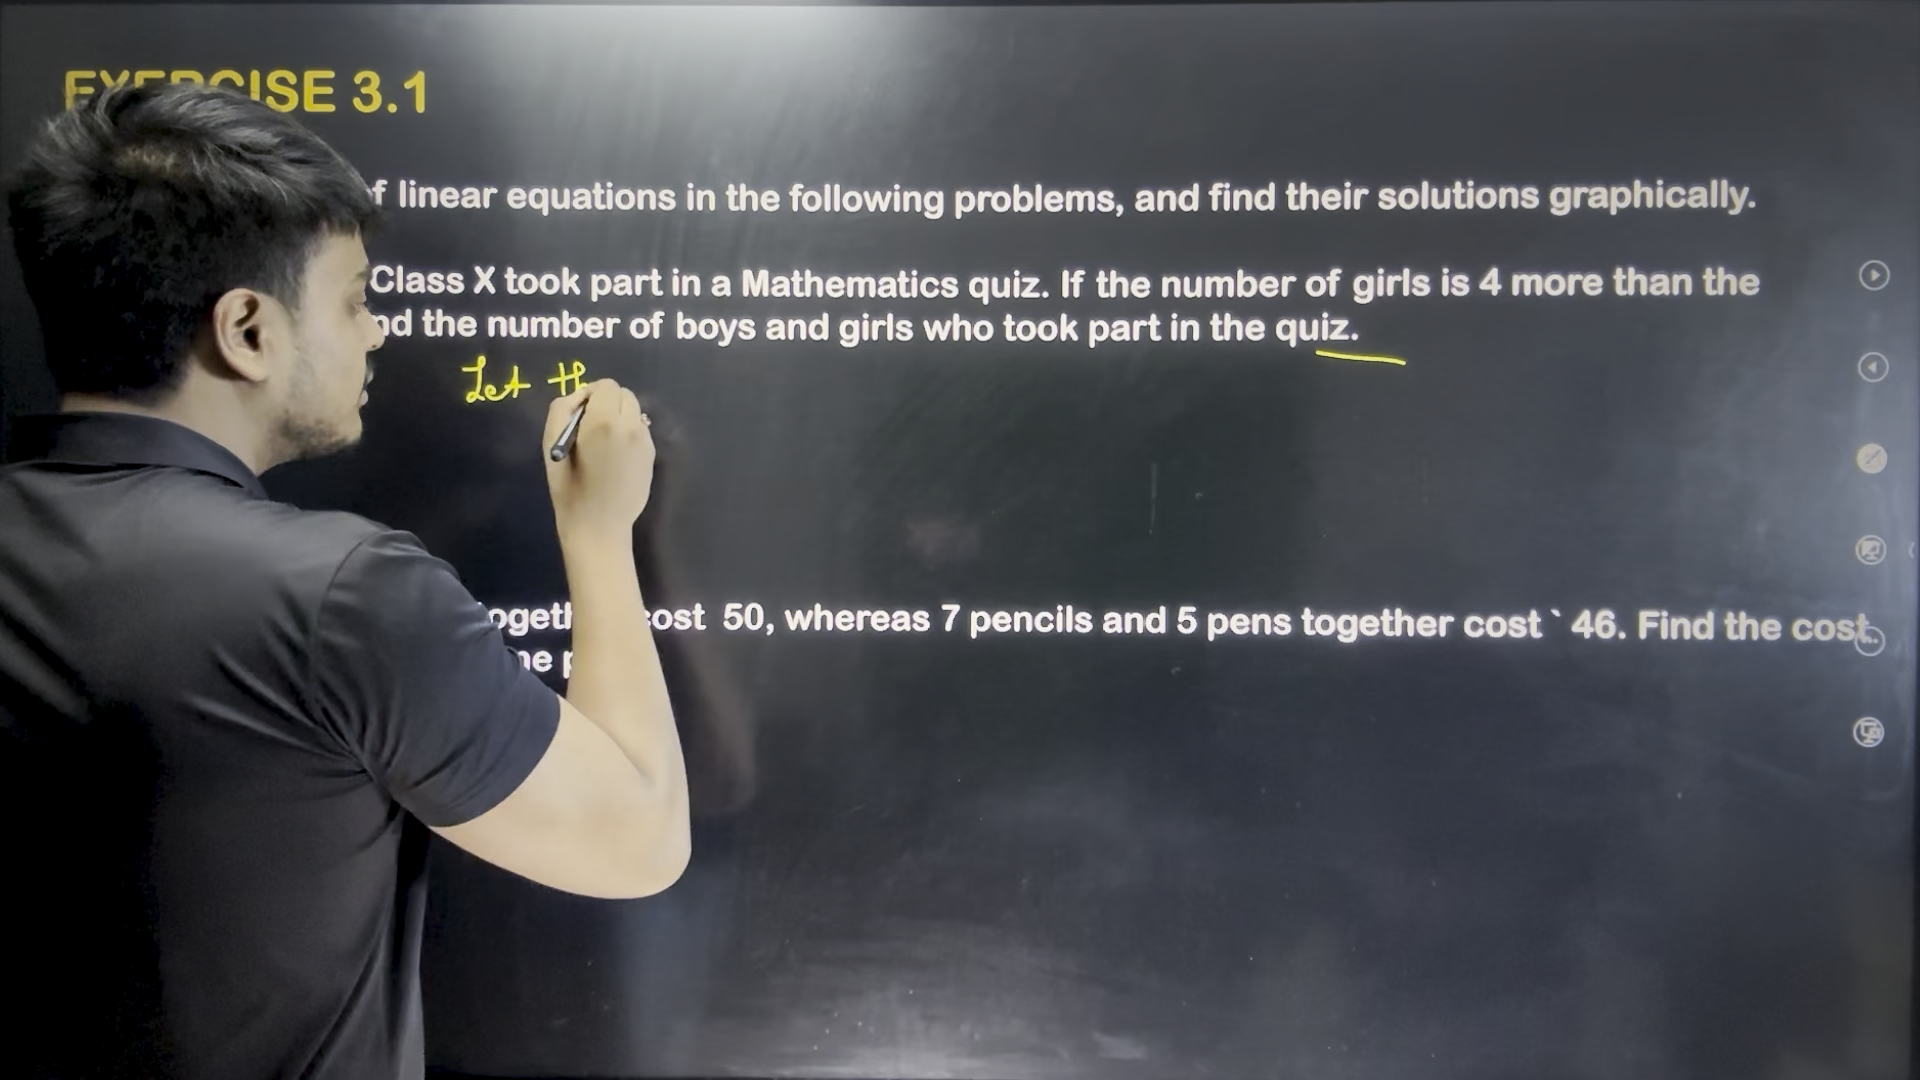 EXERCISE 3.1
of linear equations in the following problems, and find their solutions graphically.
Class X took part in a Mathematics quiz. If the number of girls is 4 more than the
nd the number of boys and girls who took part in the quiz.
Let th
cost 50, whereas 7 pencils and 5 pens together cost ` 46. Find the cost